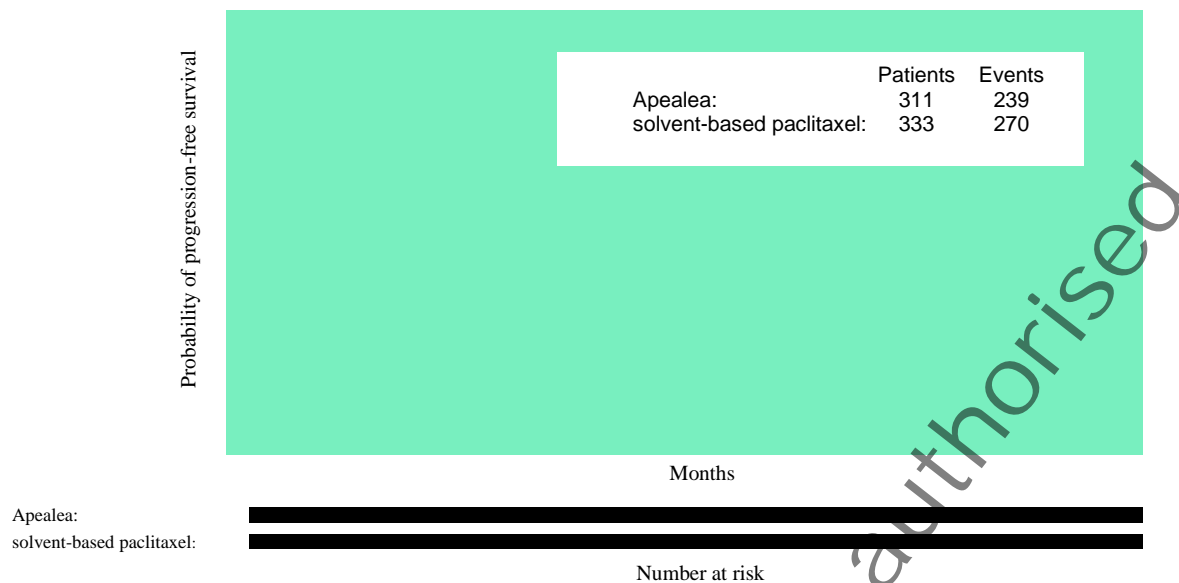 Probability of progression-free survival
Patients Events
Apealea: 311 239
solvent-based paclitaxel: 333 270
Months
Apealea:
solvent-based paclitaxel:
Number at risk
authorised